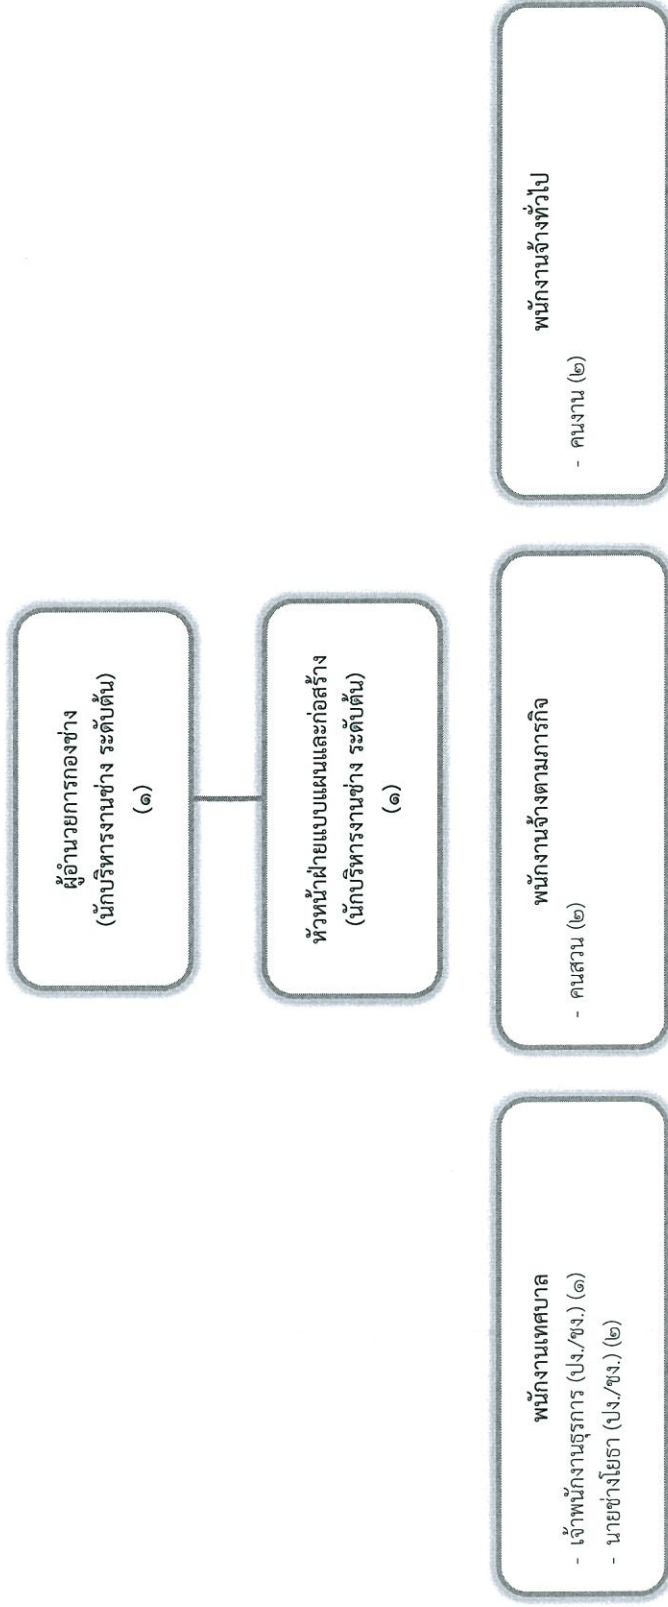 ผู้อำนวยการกองช่าง
(นักบริหารงานช่าง ระดับต้น)
(๑)
หัวหน้าฝ่ายแบบแผนและก่อสร้าง
(นักบริหารงานช่าง ระดับต้น)
(๑)
พนักงานเทศบาล
- เจ้าพนักงานธุรการ (ปง./ชง.) (๑)
- นายช่างโยธา (ปง./ชง.) (๒)
พนักงานจ้างตามภารกิจ
- คนสวน (๒)
พนักงานจ้างทั่วไป
- คนงาน (๒)